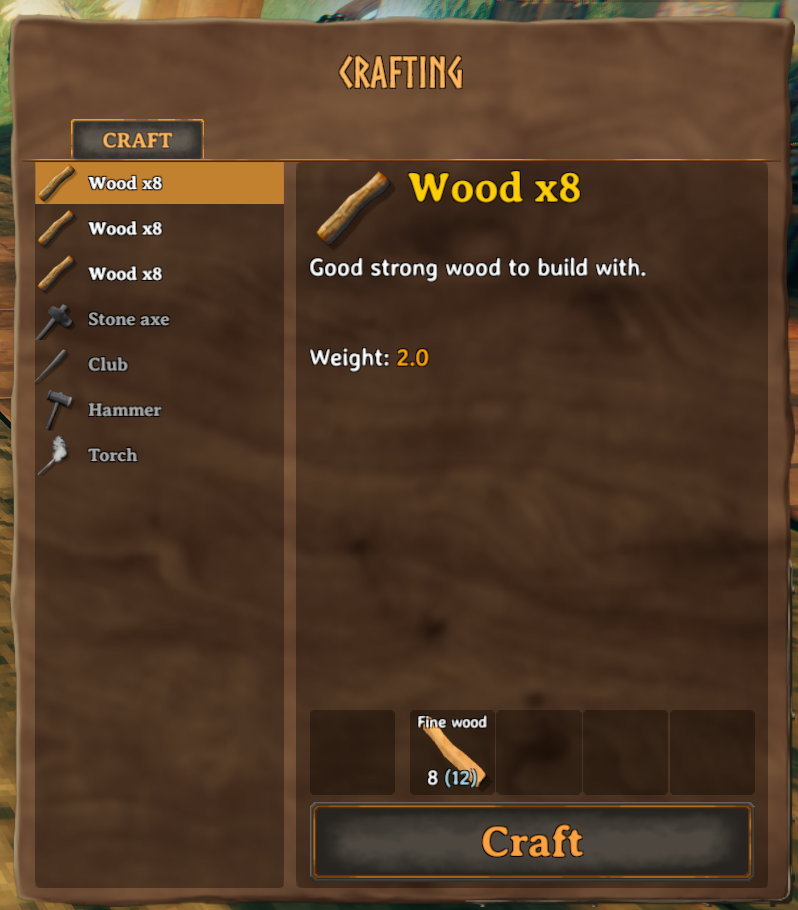 CRAFTING
CRAFT
Wood x8
Wood x8
Wood x8
Stone axe
Club
Hammer
Torch
Wood x8
Good strong wood to build with.
Weight: 2.0
Fine wood
8 (12)
Craft